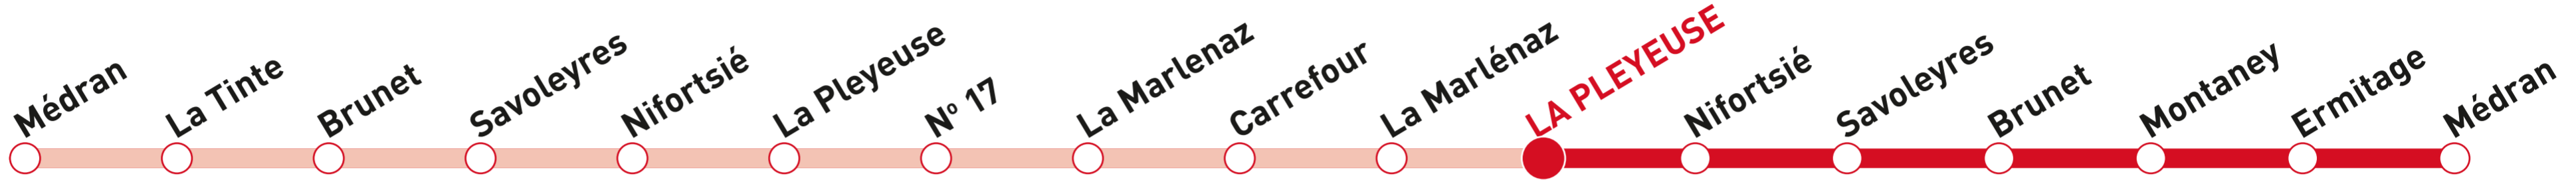 Médran
La Tinte
Brunet
Savoleyres
Nifortsié
La Pleyeuse
Nº 17
La Marlenaz
Carrefour
La Marlénaz
LA PLEYEUSE
Nifortsié
Savoleyres
Brunet
Montaney
Ermitage
Médran